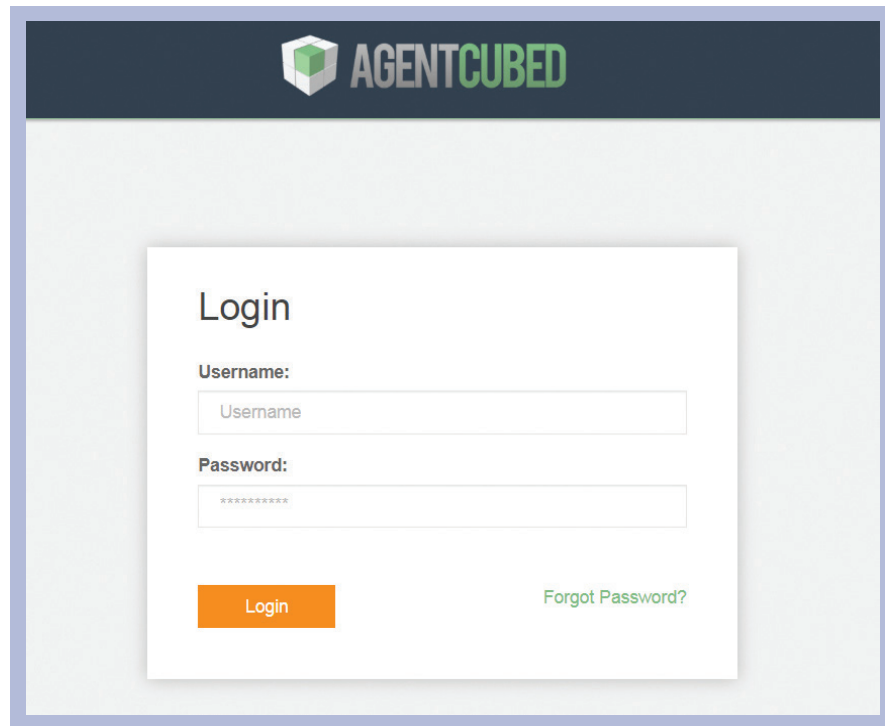 AGENTCUBED
Login
Username:
Username
Password:
**********
Login
Forgot Password?